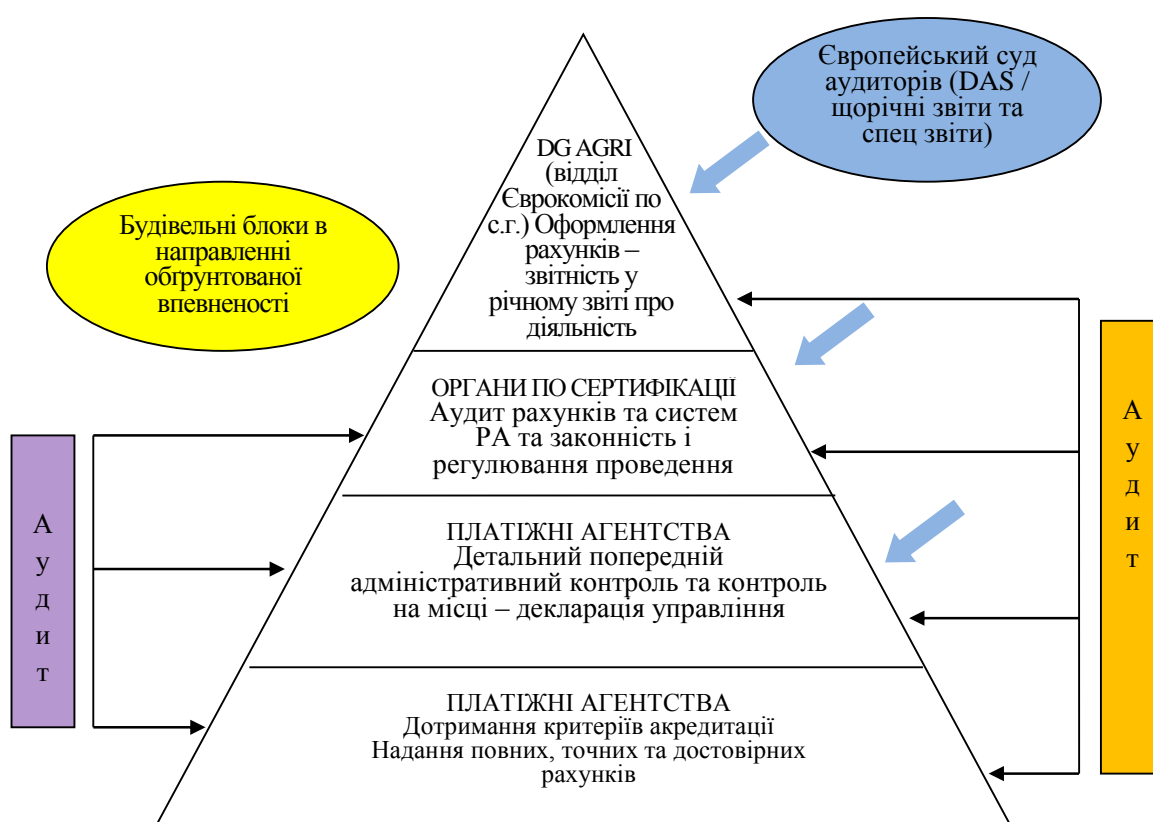 Європейський суд
аудиторів (DAS /
щорічні звіти та
спец звіти)
DG AGRI
(відділ
Єврокомісії по
с.г.) Оформлення
рахунків –
звітність у
річному звіті про
діяльність
Будівельні блоки в
направленні
обґрунтованої
впевненості
ОРГАНИ ПО СЕРТИФІКАЦІЇ
Аудит рахунків та систем
РА та законність і
регулювання проведення
ПЛАТІЖНІ АГЕНТСТВА
Детальний попередній
адміністративний контроль та контроль
на місці – декларація управління
ПЛАТІЖНІ АГЕНТСТВА
Дотримання критеріїв акредитації
Надання повних, точних та достовірних
рахунків
Аудит
Аудит